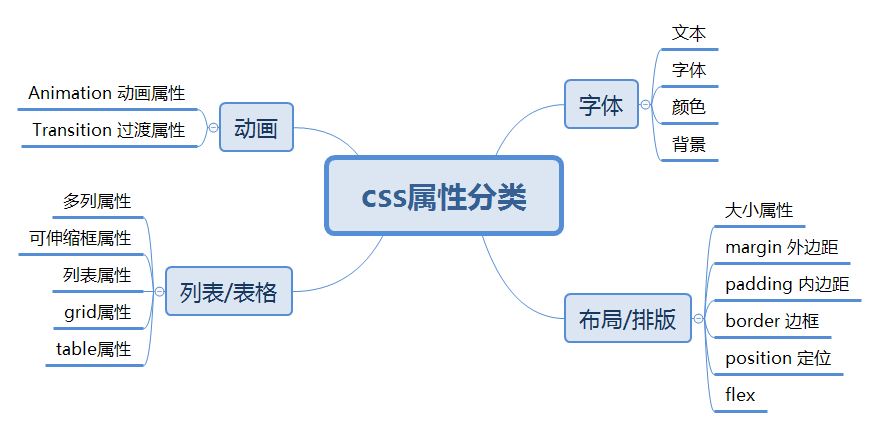 css属性分类
字体
文本
字体
颜色
背景
布局/排版
大小属性
margin 外边距
padding 内边距
border 边框
position 定位
flex
动画
Animation 动画属性
Transition 过渡属性
列表/表格
多列属性
可伸缩框属性
列表属性
grid属性
table属性